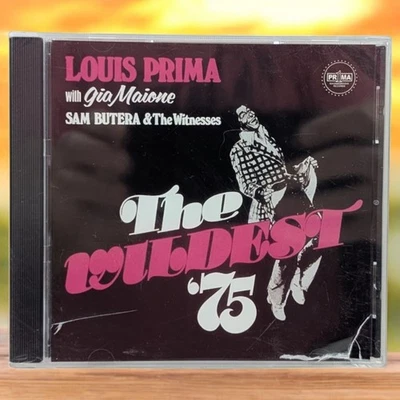 LOUIS PRIMA
with Gia Maione
SAM BUTERA & The Witnesses
PRIMA
The
WILDEST
'75